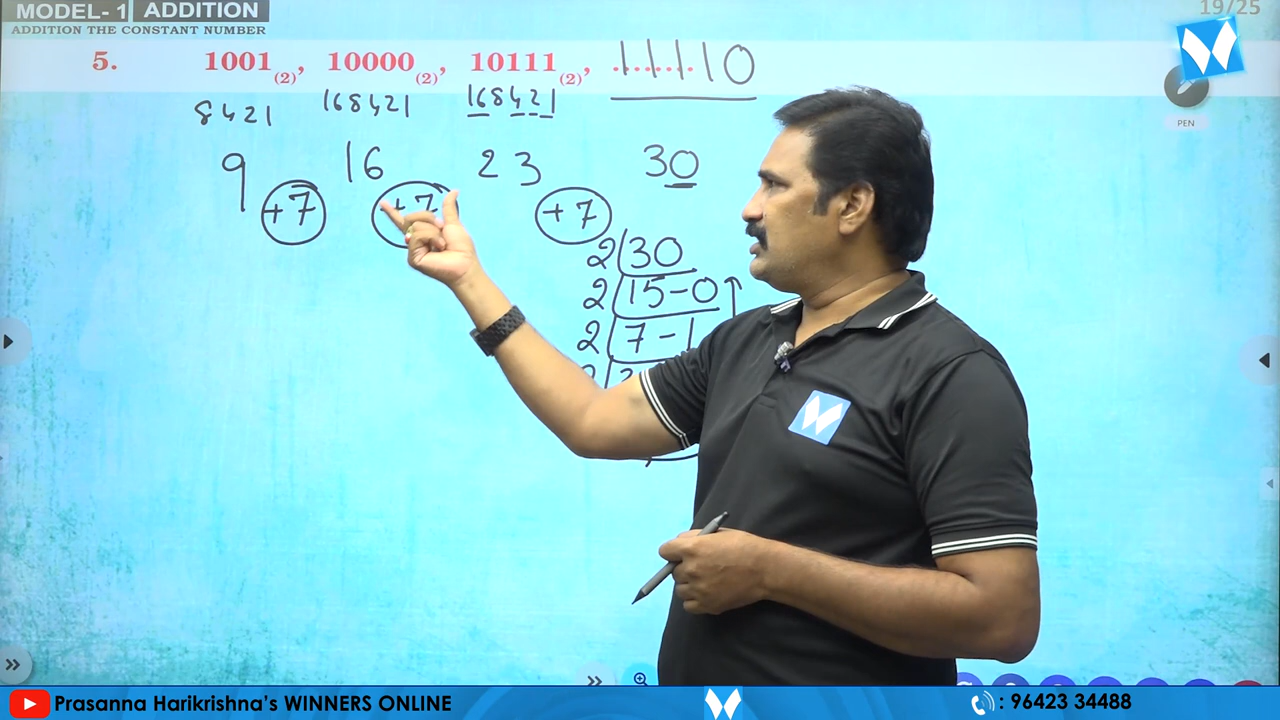 MODEL- 1 ADDITION
19/25
ADDITION THE CONSTANT NUMBER
5. 1001(2), 10000(2), 10111(2), ........ 11110
8421 168421 168421
9 16 23 30
+7 +7 +7
2 30
2 15-0
2 7-1
PEN
Prasanna Harikrishna's WINNERS ONLINE : 96423 34488